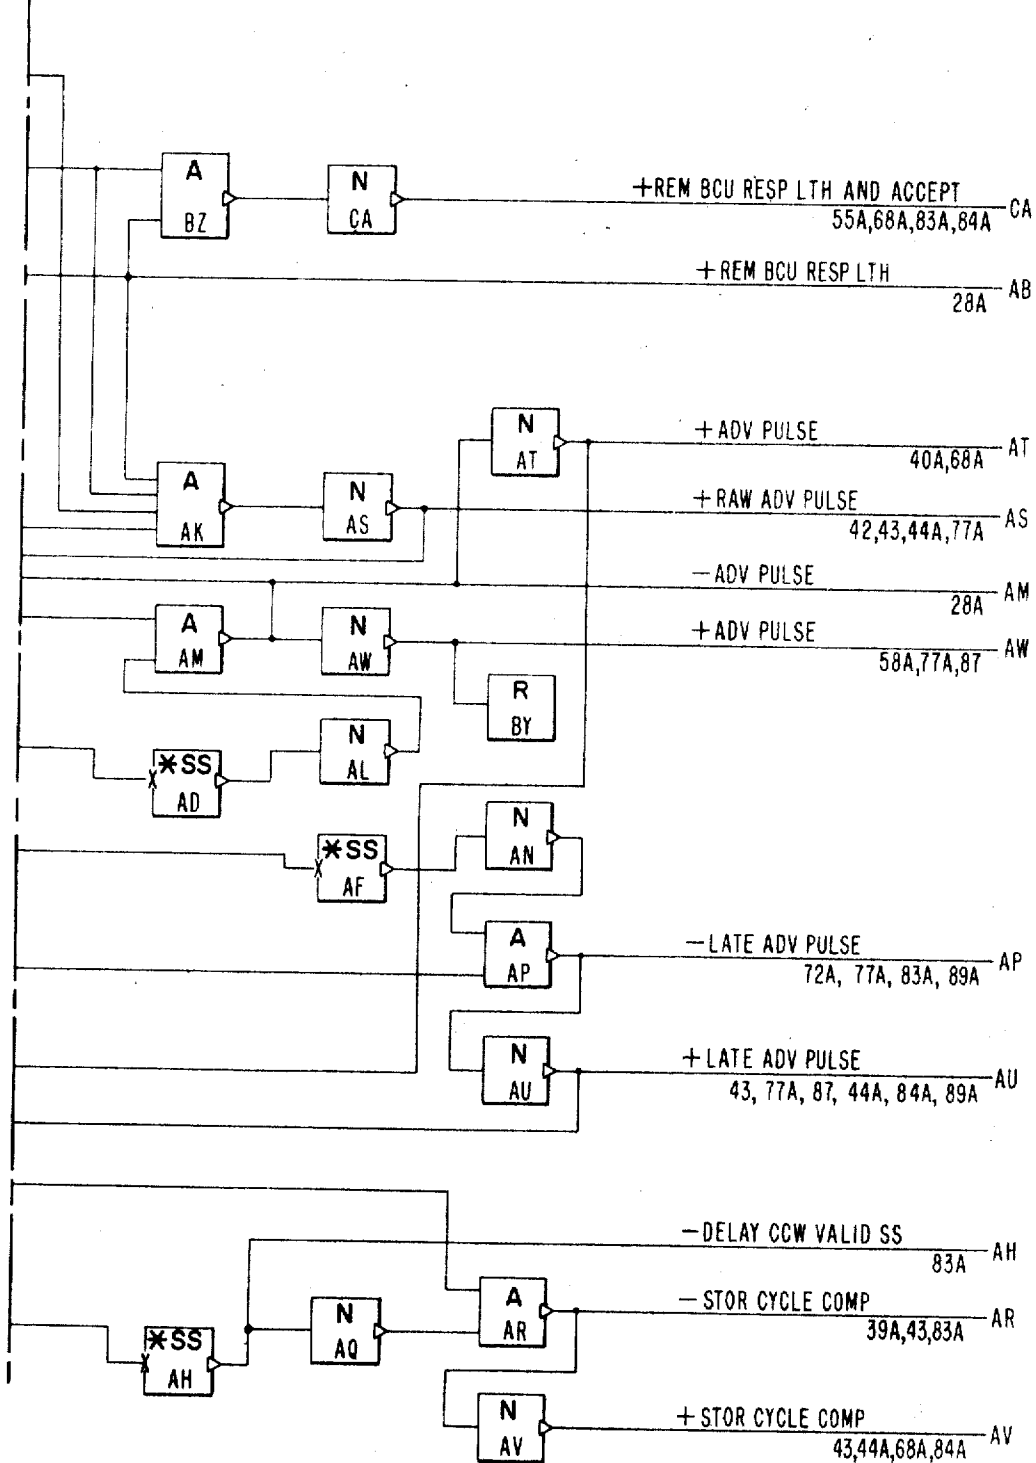 A
BZ
N
CA
+REM BCU RESP LTH AND ACCEPT
CA
55A,68A,83A,84A
+REM BCU RESP LTH
AB
28A
N
AT
+ADV PULSE
AT
40A,68A
A
AK
N
AS
+RAW ADV PULSE
AS
42,43,44A,77A
-ADV PULSE
AM
28A
A
AM
N
AW
+ADV PULSE
AW
58A,77A,87
R
BY
N
AL
*SS
AD
N
AN
*SS
AF
A
AP
-LATE ADV PULSE
AP
72A, 77A, 83A, 89A
N
AU
+LATE ADV PULSE
AU
43, 77A, 87, 44A, 84A, 89A
-DELAY CCW VALID SS
AH
83A
A
AR
-STOR CYCLE COMP
AR
39A,43,83A
N
AQ
*SS
AH
N
AV
+STOR CYCLE COMP
AV
43,44A,68A,84A